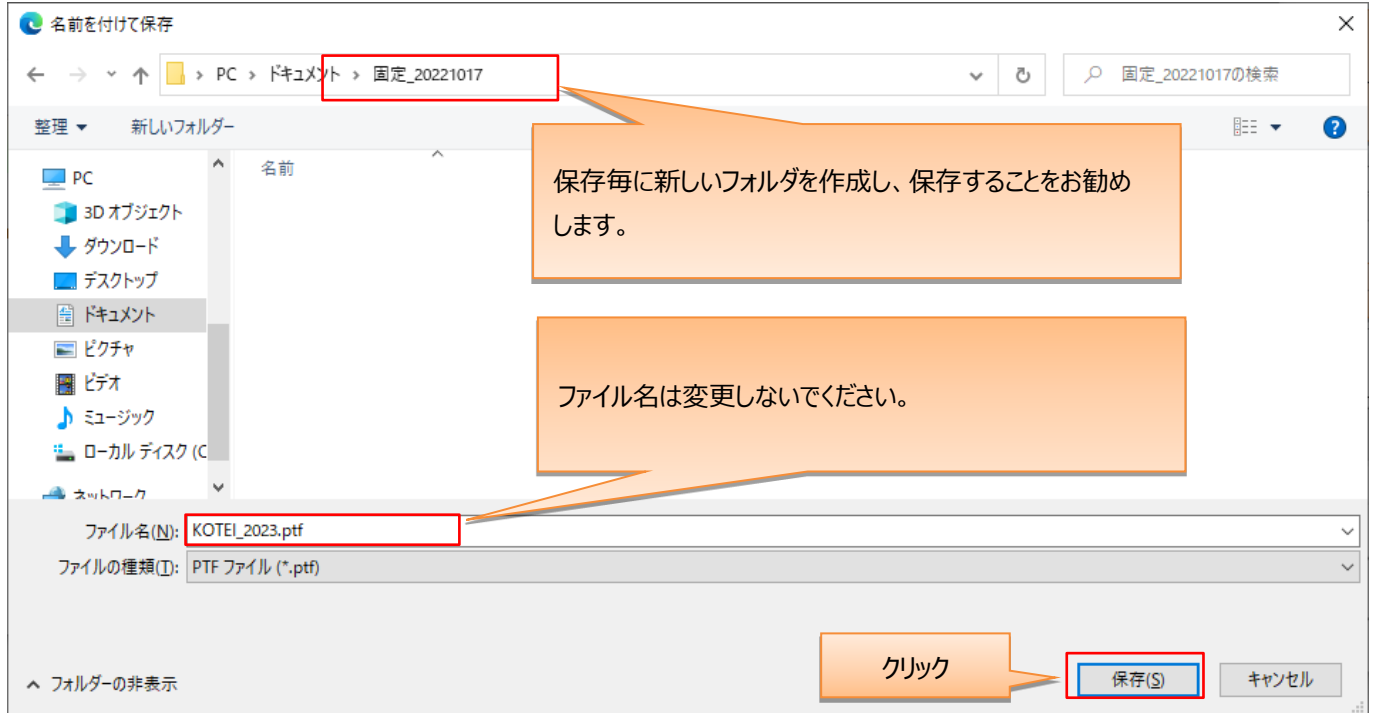 名前を付けて保存
PC › ドキュメント › 固定_20221017
固定_20221017の検索
整理
新しいフォルダー
名前
PC
3D オブジェクト
ダウンロード
デスクトップ
ドキュメント
ピクチャ
ビデオ
ミュージック
ローカル ディスク (C
ネットワーク
保存毎に新しいフォルダを作成し、保存することをお勧め
します。
ファイル名は変更しないでください。
ファイル名(N): KOTEI_2023.ptf
ファイルの種類(T): PTF ファイル (*.ptf)
クリック
フォルダーの非表示
保存(S)
キャンセル